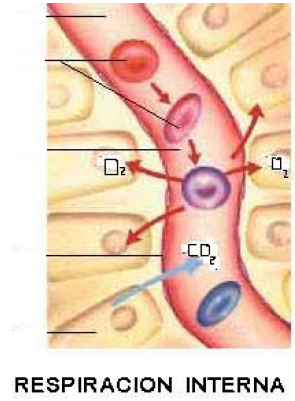 O₂
O₂
CO₂
RESPIRACION INTERNA